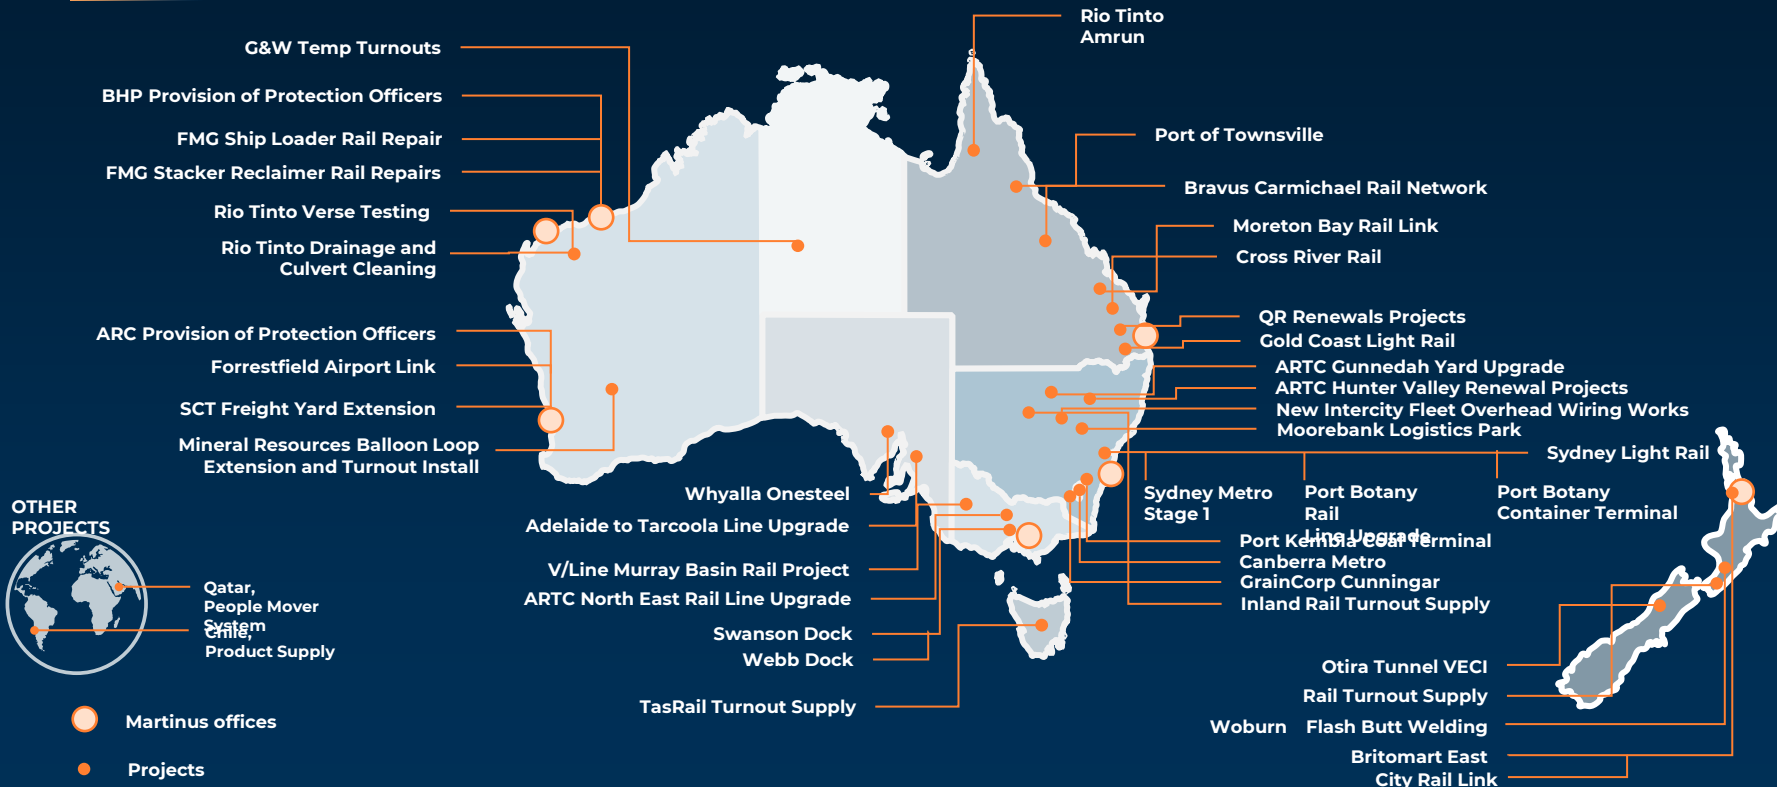 Rio Tinto
Amrun
G&W Temp Turnouts
BHP Provision of Protection Officers
FMG Ship Loader Rail Repair
FMG Stacker Reclaimer Rail Repairs
Rio Tinto Verse Testing
Rio Tinto Drainage and
Culvert Cleaning
ARC Provision of Protection Officers
Forrestfield Airport Link
SCT Freight Yard Extension
Mineral Resources Balloon Loop
Extension and Turnout Install
Port of Townsville
Bravus Carmichael Rail Network
Moreton Bay Rail Link
Cross River Rail
QR Renewals Projects
Gold Coast Light Rail
ARTC Gunnedah Yard Upgrade
ARTC Hunter Valley Renewal Projects
New Intercity Fleet Overhead Wiring Works
Moorebank Logistics Park
Sydney Light Rail
Sydney Metro
Stage 1
Port Botany
Rail
Line Upgrade
Port Botany
Container Terminal
Port Kembla Coal Terminal
Canberra Metro
GrainCorp Cunningar
Inland Rail Turnout Supply
Whyalla Onesteel
Adelaide to Tarcoola Line Upgrade
V/Line Murray Basin Rail Project
ARTC North East Rail Line Upgrade
Swanson Dock
Webb Dock
TasRail Turnout Supply
Otira Tunnel VECI
Rail Turnout Supply
Woburn Flash Butt Welding
Britomart East
City Rail Link
OTHER
PROJECTS
Qatar,
People Mover
System
Chile,
Product Supply
Martinus offices
Projects